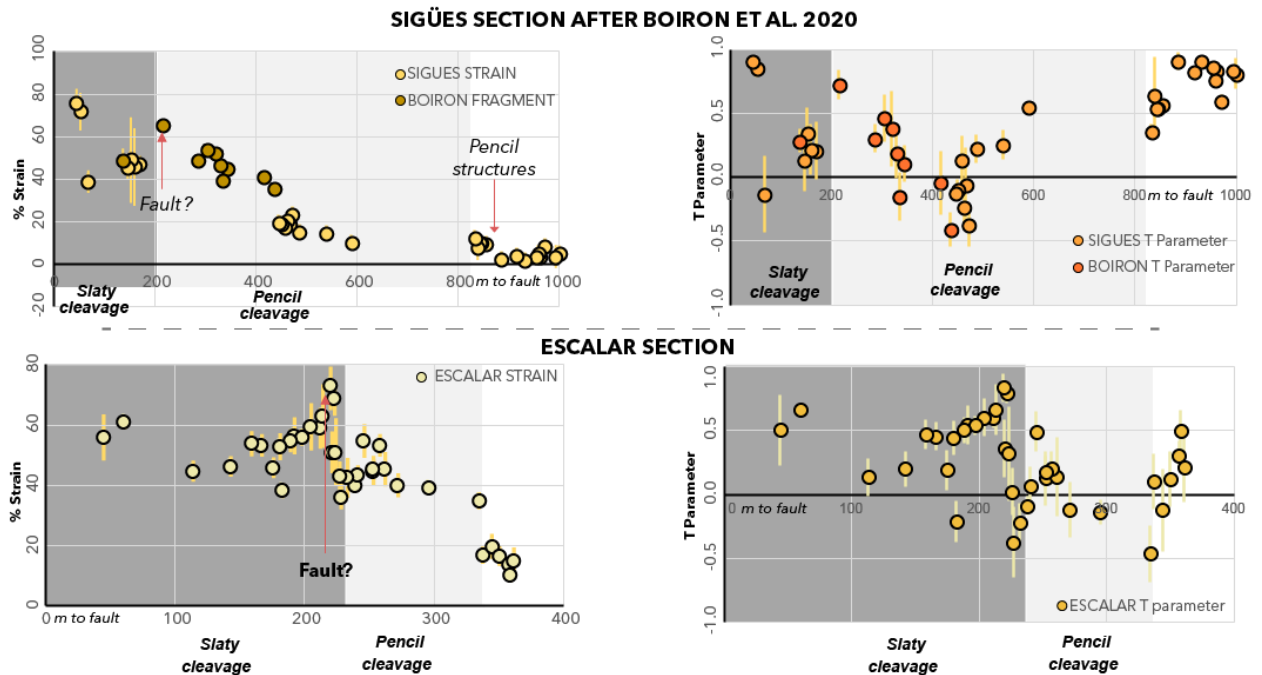 SIGÜES SECTION AFTER BOIRON ET AL. 2020
% Strain
100
80
60
40
20
0
-20
SIGUES STRAIN
BOIRON FRAGMENT
Fault?
Pencil
structures
0
200
400
600
800
m to fault
1000
Slaty
cleavage
Pencil
cleavage
T Parameter
1.0
0.5
0.0
-0.5
-1.0
0
200
400
600
800
m to fault
1000
SIGUES T Parameter
BOIRON T Parameter
Slaty
cleavage
Pencil
cleavage
ESCALAR SECTION
% Strain
80
60
40
20
0
ESCALAR STRAIN
Fault?
0
m to fault
100
200
300
400
Slaty
cleavage
Pencil
cleavage
T Parameter
1.0
0.5
0.0
-0.5
-1.0
0
m to fault
100
200
300
400
ESCALAR T parameter
Slaty
cleavage
Pencil
cleavage